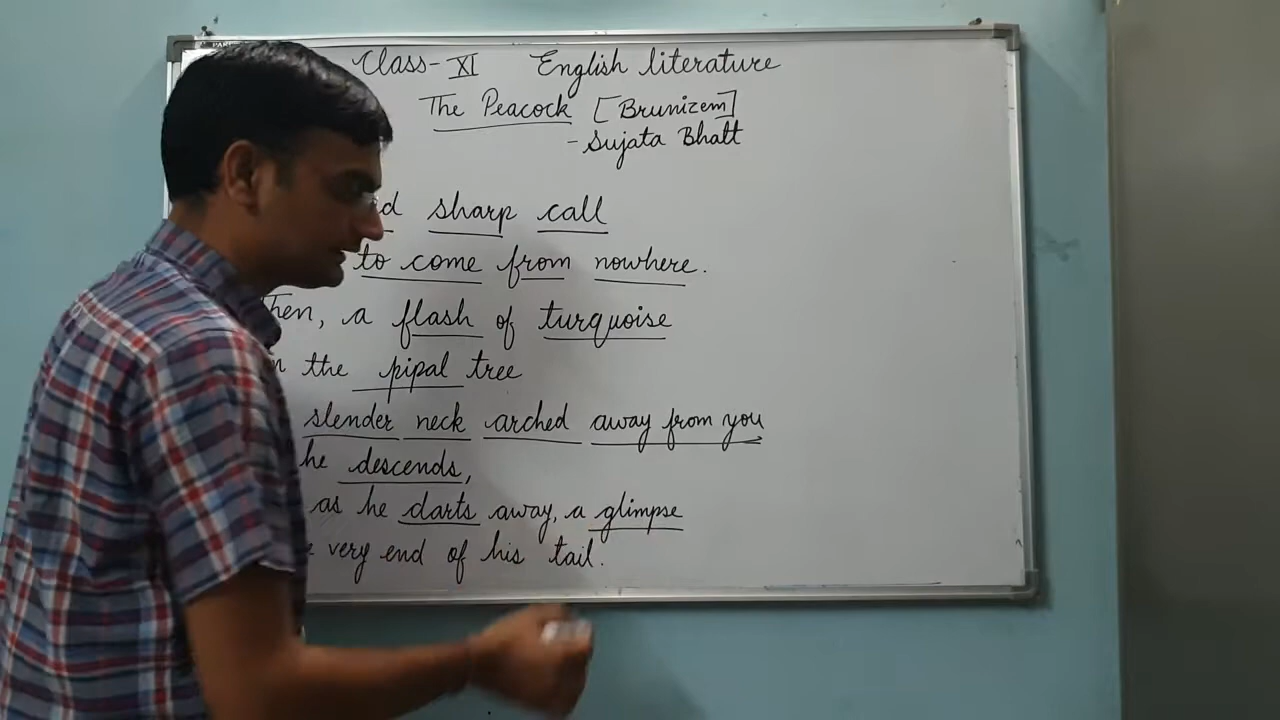 Class-XI English literature
The Peacock [Brunizem]
- Sujata Bhatt
sharp call
to come from nowhere.
Then, a flash of turquoise
the pipal tree
slender neck arched away from you
he descends,
as he darts away, a glimpse
very end of his tail.